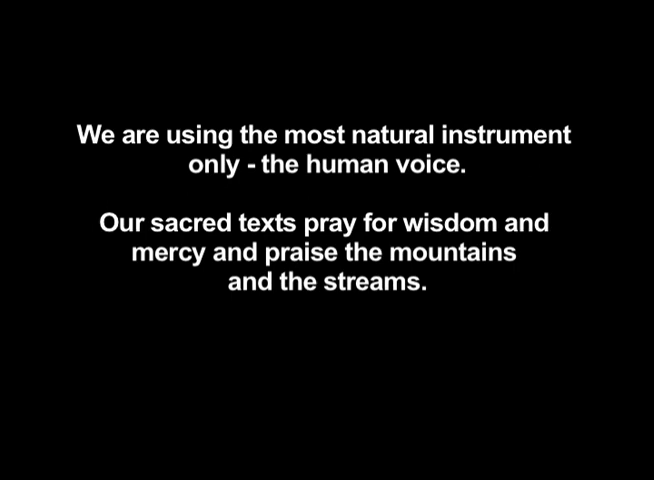 We are using the most natural instrument
only - the human voice.
Our sacred texts pray for wisdom and
mercy and praise the mountains
and the streams.